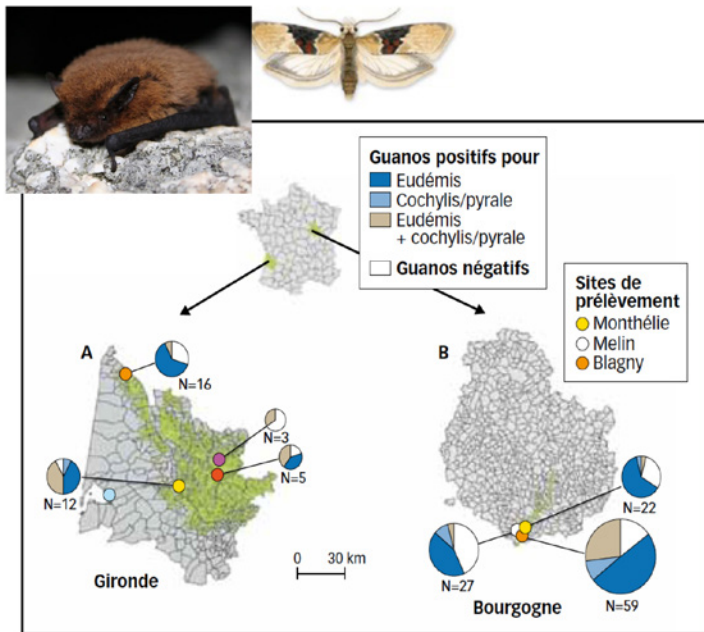 Guanos positifs pour
Eudémis
Cochylis/pyrale
Eudémis
+ cochylis/pyrale
Guanos négatifs
Sites de
prélèvement
Monthélie
Melin
Blagny
A
B
N=16
N=3
N=5
N=12
N=22
N=27
N=59
0 30 km
Gironde
Bourgogne